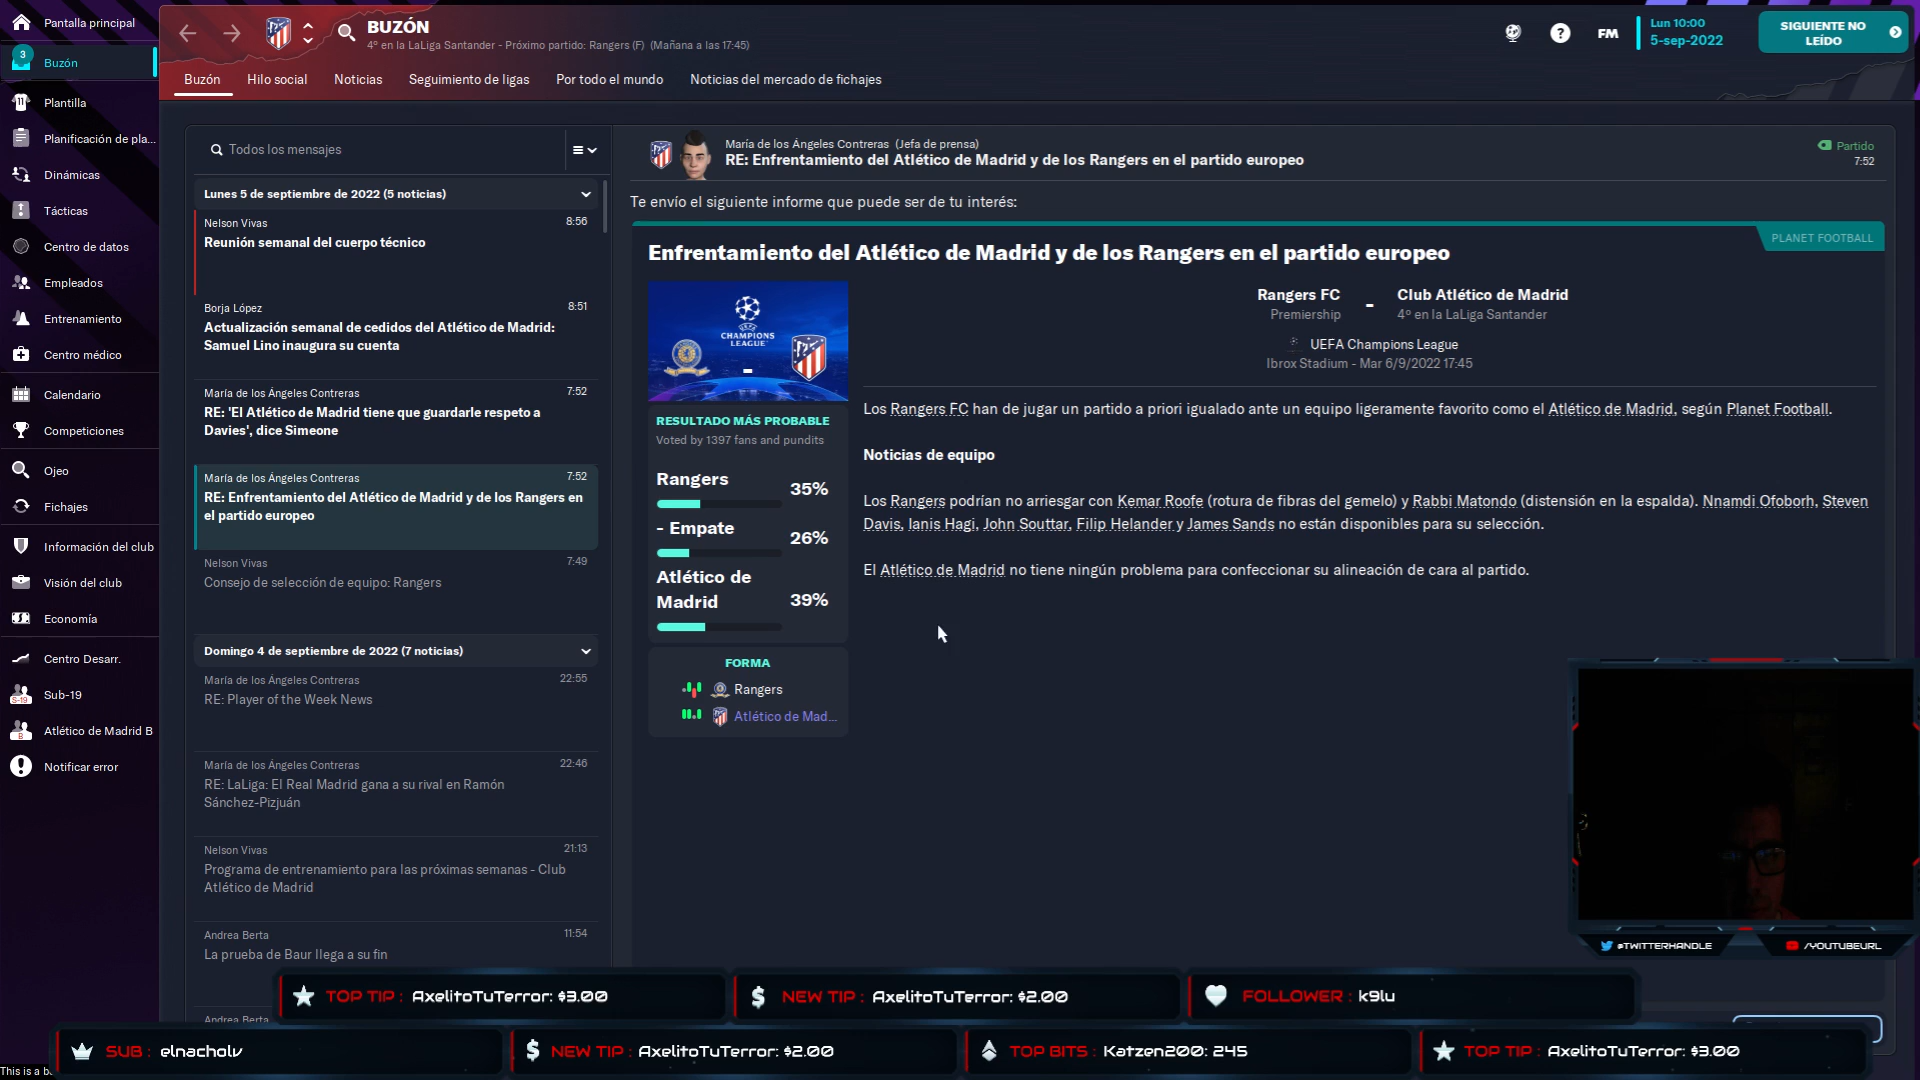 Pantalla principal
3
Buzón
Plantilla
Planificación de pla...
Dinámicas
Tácticas
Centro de datos
Empleados
Entrenamiento
Centro médico
Calendario
Competiciones
Ojeo
Fichajes
Información del club
Visión del club
Economía
Centro Desarr.
Sub-19
Atlético de Madrid B
Notificar error
BUZÓN
4º en la LaLiga Santander - Próximo partido: Rangers (F) (Mañana a las 17:45)
FM
Lun 10:00
5-sep-2022
SIGUIENTE NO LEÍDO
Buzón
Hilo social
Noticias
Seguimiento de ligas
Por todo el mundo
Noticias del mercado de fichajes
Todos los mensajes
Lunes 5 de septiembre de 2022 (5 noticias)
Nelson Vivas 8:56
Reunión semanal del cuerpo técnico
Borja López 8:51
Actualización semanal de cedidos del Atlético de Madrid:
Samuel Lino inaugura su cuenta
María de los Ángeles Contreras 7:52
RE: 'El Atlético de Madrid tiene que guardarle respeto a
Davies', dice Simeone
María de los Ángeles Contreras 7:52
RE: Enfrentamiento del Atlético de Madrid y de los Rangers en
el partido europeo
Nelson Vivas 7:49
Consejo de selección de equipo: Rangers
Domingo 4 de septiembre de 2022 (7 noticias)
María de los Ángeles Contreras 22:55
RE: Player of the Week News
María de los Ángeles Contreras 22:46
RE: LaLiga: El Real Madrid gana a su rival en Ramón
Sánchez-Pizjuán
Nelson Vivas 21:13
Programa de entrenamiento para las próximas semanas - Club
Atlético de Madrid
Andrea Berta 11:54
La prueba de Baur llega a su fin
Andrea Berta
María de los Ángeles Contreras (Jefa de prensa)
RE: Enfrentamiento del Atlético de Madrid y de los Rangers en el partido europeo
Partido
7:52
Te envío el siguiente informe que puede ser de tu interés:
PLANET FOOTBALL
Enfrentamiento del Atlético de Madrid y de los Rangers en el partido europeo
CHAMPIONS
LEAGUE
-
Rangers FC - Club Atlético de Madrid
Premiership 4º en la LaLiga Santander
UEFA Champions League
Ibrox Stadium - Mar 6/9/2022 17:45
RESULTADO MÁS PROBABLE
Voted by 1397 fans and pundits
Rangers 35%
- Empate 26%
Atlético de
Madrid 39%
FORMA
Rangers
Atlético de Mad...
Los Rangers FC han de jugar un partido a priori igualado ante un equipo ligeramente favorito como el Atlético de Madrid, según Planet Football.
Noticias de equipo
Los Rangers podrían no arriesgar con Kemar Roofe (rotura de fibras del gemelo) y Rabbi Matondo (distensión en la espalda). Nnamdi Ofoborh, Steven
Davis, Ianis Hagi, John Souttar, Filip Helander y James Sands no están disponibles para su selección.
El Atlético de Madrid no tiene ningún problema para confeccionar su alineación de cara al partido.
@TWITTERHANDLE
/YOUTUBEURL
TOP TIP : AxelitoTuTerror: $3.00
NEW TIP : AxelitoTuTerror: $2.00
FOLLOWER : k9lu
SUB : elnacholv
NEW TIP : AxelitoTuTerror: $2.00
TOP BITS : Katzen200: 245
TOP TIP : AxelitoTuTerror: $3.00
This is a